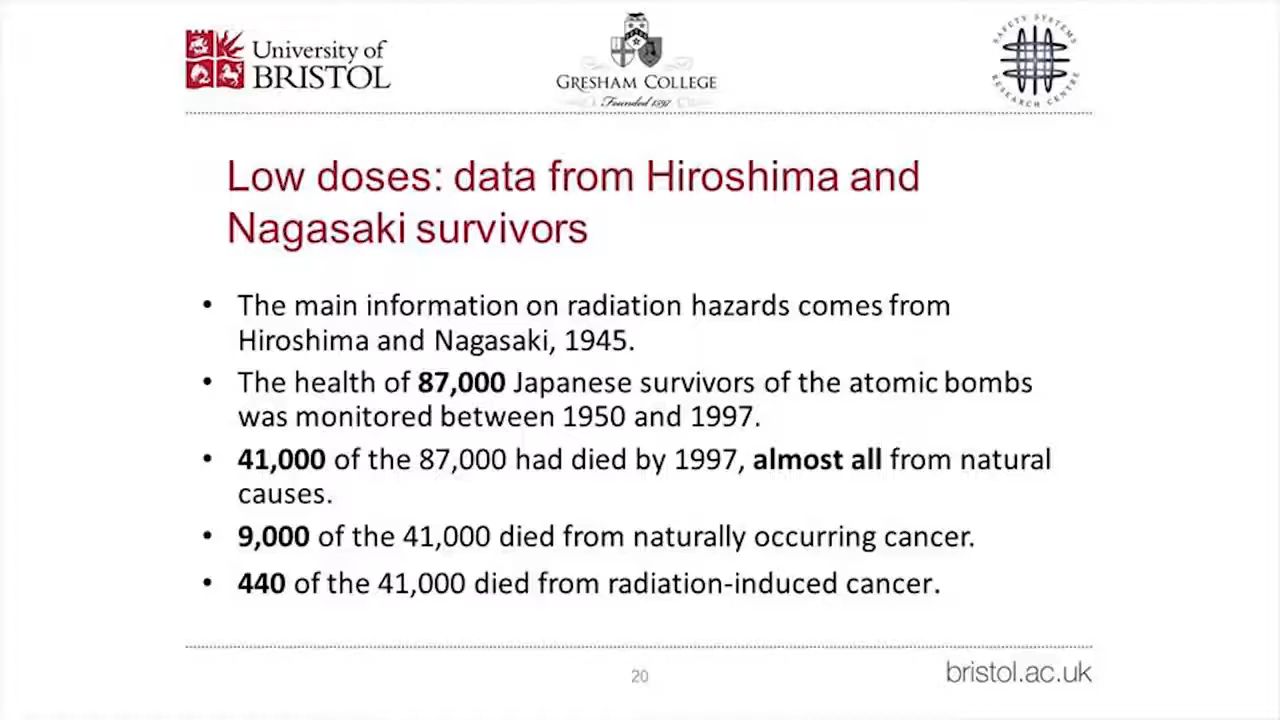 University of
BRISTOL
GRESHAM COLLEGE
Founded 1597
SAFETY SYSTEMS
RESEARCH CENTRE
Low doses: data from Hiroshima and
Nagasaki survivors
• The main information on radiation hazards comes from
Hiroshima and Nagasaki, 1945.
• The health of 87,000 Japanese survivors of the atomic bombs
was monitored between 1950 and 1997.
• 41,000 of the 87,000 had died by 1997, almost all from natural
causes.
• 9,000 of the 41,000 died from naturally occurring cancer.
• 440 of the 41,000 died from radiation-induced cancer.
20
bristol.ac.uk